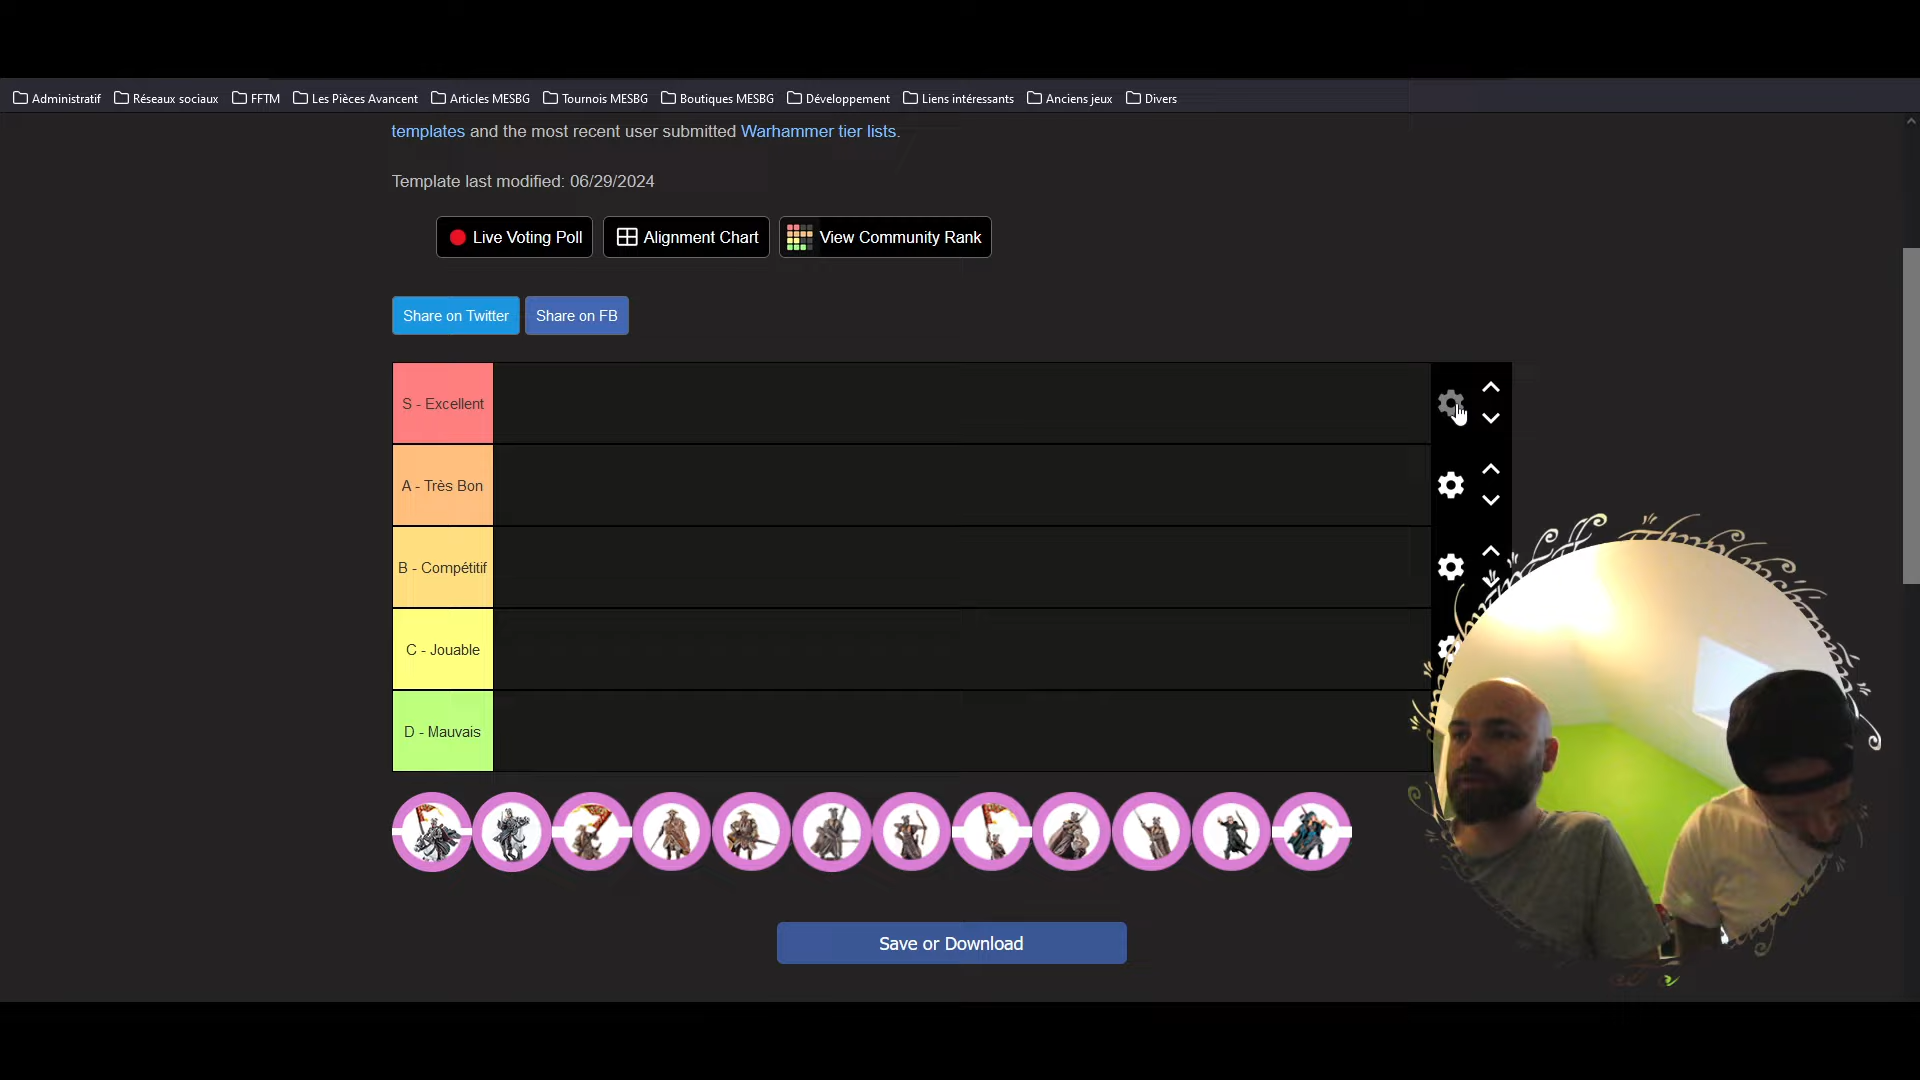 Administratif Réseaux sociaux FFTM Les Pièces Avancent Articles MESBG Tournois MESBG Boutiques MESBG Développement Liens intéressants Anciens jeux Divers
templates and the most recent user submitted Warhammer tier lists.
Template last modified: 06/29/2024
Live Voting Poll Alignment Chart View Community Rank
Share on Twitter Share on FB
S - Excellent
A - Très Bon
B - Compétitif
C - Jouable
D - Mauvais
Save or Download